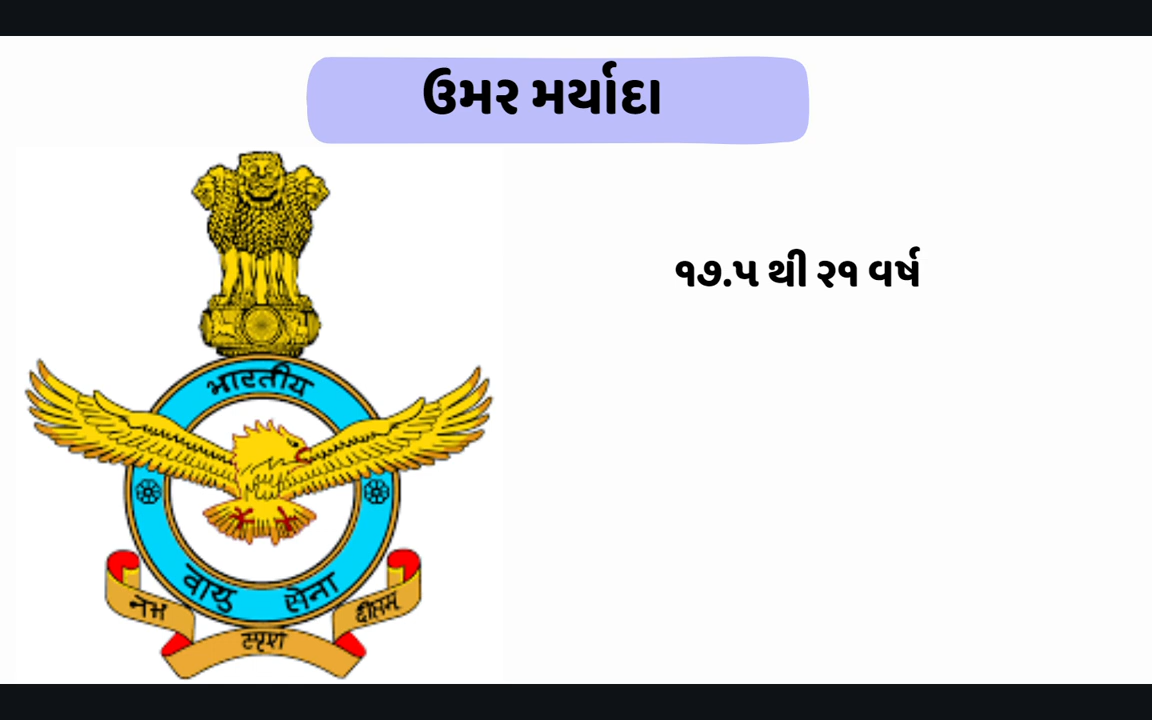 ઉમર મર્યાદા
૧૭.૫ થી ૨૧ વર્ષ
भारतीय
वायु सेना
नभ स्पृशं दीप्तम्